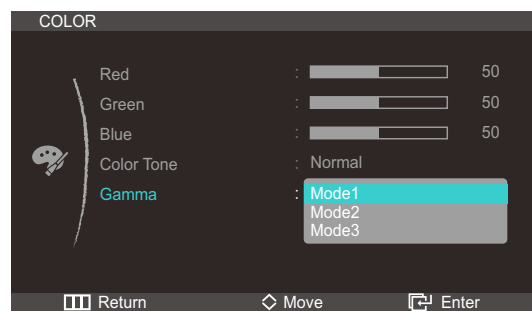 COLOR
Red : 50
Green : 50
Blue : 50
Color Tone : Normal
Gamma : Mode1
Mode2
Mode3
Return Move Enter